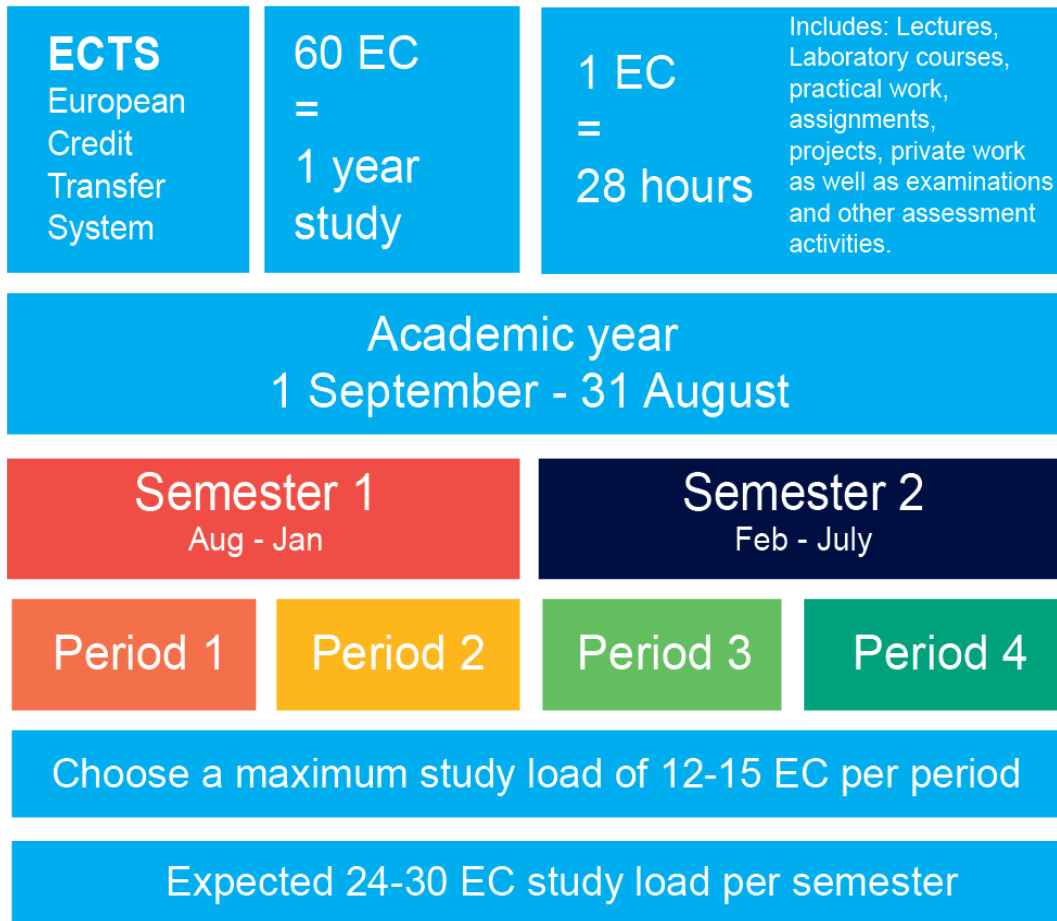 ECTS
European
Credit
Transfer
System
60 EC
=
1 year
study
1 EC
=
28 hours
Includes: Lectures,
Laboratory courses,
practical work,
assignments,
projects, private work
as well as examinations
and other assessment
activities.
Academic year
1 September - 31 August
Semester 1
Aug - Jan
Semester 2
Feb - July
Period 1
Period 2
Period 3
Period 4
Choose a maximum study load of 12-15 EC per period
Expected 24-30 EC study load per semester